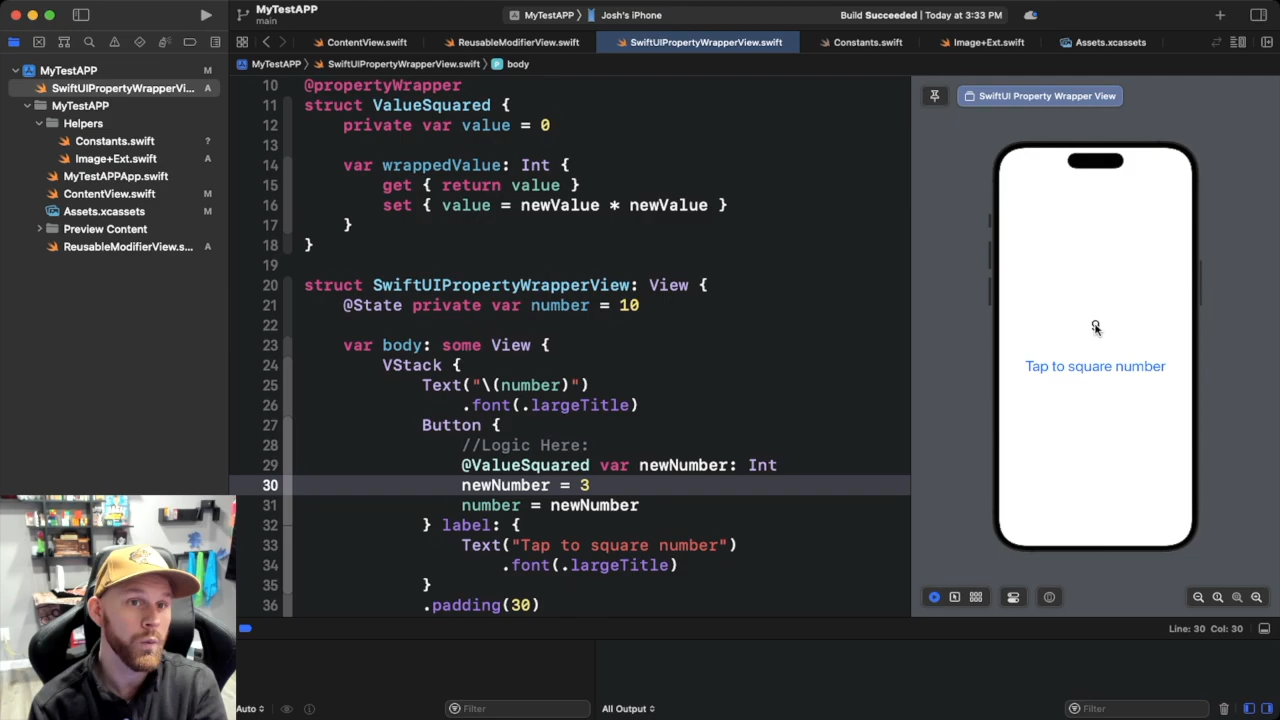 MyTestAPP
main
MyTestAPP
Josh's iPhone
Build Succeeded | Today at 3:33 PM
ContentView.swift
ReusableModifierView.swift
SwiftUIPropertyWrapperView.swift
Constants.swift
Image+Ext.swift
Assets.xcassets
MyTestAPP
M
SwiftUIPropertyWrapperVi...
A
MyTestAPP
Helpers
Constants.swift
?
Image+Ext.swift
A
MyTestAPPApp.swift
ContentView.swift
M
Assets.xcassets
M
Preview Content
ReusableModifierView.s...
A
MyTestAPP
SwiftUIPropertyWrapperView.swift
body
10 @propertyWrapper
11 struct ValueSquared {
12 private var value = 0
13
14 var wrappedValue: Int {
15 get { return value }
16 set { value = newValue * newValue }
17 }
18 }
19
20 struct SwiftUIPropertyWrapperView: View {
21 @State private var number = 10
22
23 var body: some View {
24 VStack {
25 Text("\(number)")
26 .font(.largeTitle)
27 Button {
28 //Logic Here:
29 @ValueSquared var newNumber: Int
30 newNumber = 3
31 number = newNumber
32 } label: {
33 Text("Tap to square number")
34 .font(.largeTitle)
35 }
36 .padding(30)
SwiftUI Property Wrapper View
9
Tap to square number
Line: 30 Col: 30
Auto
Filter
All Output
Filter